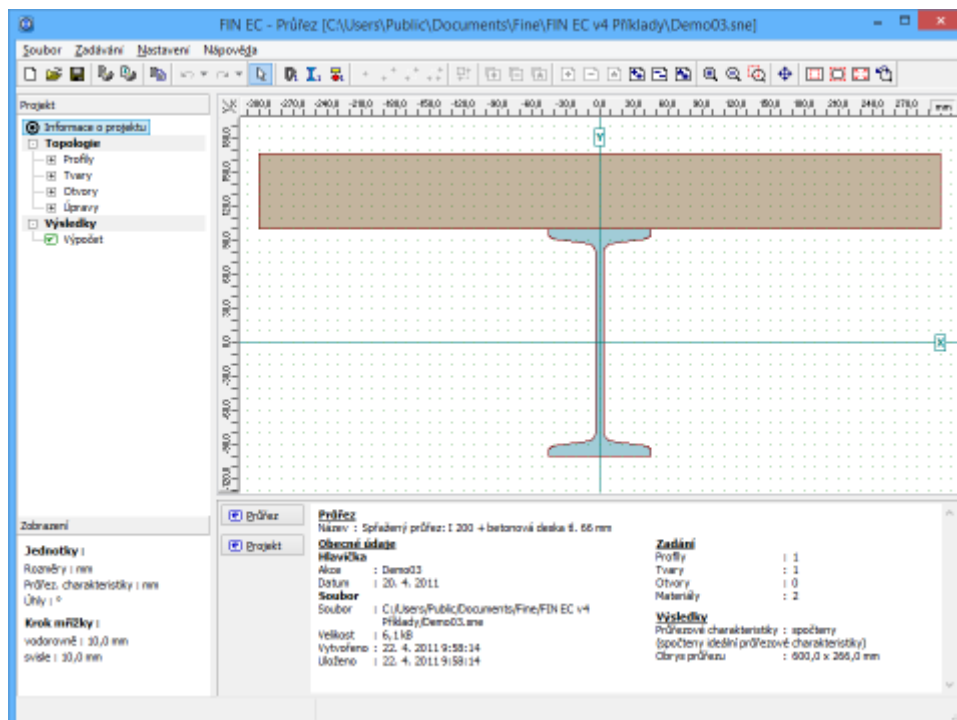 FIN EC - Průřez [C:\Users\Public\Documents\Fine\FIN EC v4 Příklady\Demo03.sne]
Soubor Zadávání Nastavení Nápověda
Projekt
Informace o projektu
Topologie
Profily
Tvary
Otvory
Úpravy
Výsledky
Výpočet
mm
Y
X
Zobrazení
Jednotky :
Rozměry : mm
Průřez. charakteristiky : mm
Úhly : °
Krok mřížky :
vodorovně : 10,0 mm
svisle : 10,0 mm
Průřez
Projekt
Průřez
Název : Spřažený průřez: I 200 + betonová deska tl. 66 mm
Obecné údaje
Hlavička
Akce : Demo03
Datum : 20. 4. 2011
Soubor
Soubor : C:/Users/Public/Documents/Fine/FIN EC v4
Příklady/Demo03.sne
Velikost : 6,1 kB
Vytvořeno : 22. 4. 2011 9:58:14
Uloženo : 22. 4. 2011 9:58:14
Zadání
Profily : 1
Tvary : 1
Otvory : 0
Materiály : 2
Výsledky
Průřezové charakteristiky : spočteny
(spočteny ideální průřezové charakteristiky)
Obrys průřezu : 600,0 x 266,0 mm